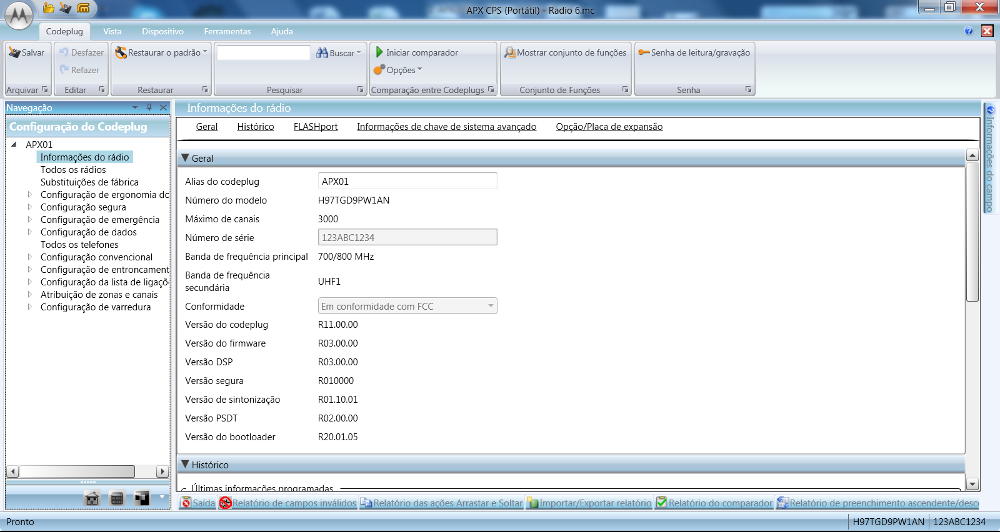 APX CPS (Portátil) - Radio 6.mc
Codeplug Vista Dispositivo Ferramentas Ajuda
Salvar Desfazer Restaurar o padrão Buscar Iniciar comparador Mostrar conjunto de funções Senha de leitura/gravação
Refazer Opções
Arquivar Editar Restaurar Pesquisar Comparação entre Codeplugs Conjunto de Funções Senha
Navegação
Configuração do Codeplug
APX01
Informações do rádio
Todos os rádios
Substituições de fábrica
Configuração de ergonomia dc
Configuração segura
Configuração de emergência
Configuração de dados
Todos os telefones
Configuração convencional
Configuração de entroncament
Configuração da lista de ligaçõ
Atribuição de zonas e canais
Configuração de varredura
Informações do rádio
Geral Histórico FLASHport Informações de chave de sistema avançado Opção/Placa de expansão
Geral
Alias do codeplug APX01
Número do modelo H97TGD9PW1AN
Máximo de canais 3000
Número de série 123ABC1234
Banda de frequência principal 700/800 MHz
Banda de frequência
secundária UHF1
Conformidade Em conformidade com FCC
Versão do codeplug R11.00.00
Versão do firmware R03.00.00
Versão DSP R03.00.00
Versão segura R010000
Versão de sintonização R01.10.01
Versão PSDT R02.00.00
Versão do bootloader R20.01.05
Histórico
Últimas informações programadas
Informações do campo
Saída Relatório de campos inválidos Relatório das ações Arrastar e Soltar Importar/Exportar relatório Relatório do comparador Relatório de preenchimento ascendente/desce
Pronto H97TGD9PW1AN 123ABC1234